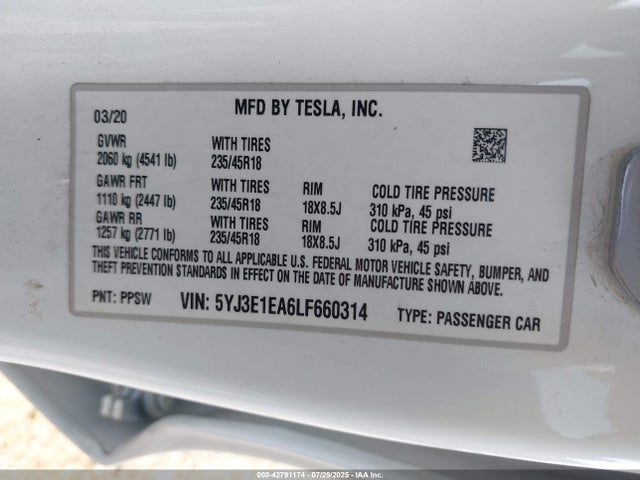 MFD BY TESLA, INC.
03/20
GVWR WITH TIRES
2060 kg (4541 lb) 235/45R18
GAWR FRT WITH TIRES RIM COLD TIRE PRESSURE
1110 kg (2447 lb) 235/45R18 18X8.5J 310 kPa, 45 psi
GAWR RR WITH TIRES RIM COLD TIRE PRESSURE
1257 kg (2771 lb) 235/45R18 18X8.5J 310 kPa, 45 psi
THIS VEHICLE CONFORMS TO ALL APPLICABLE U.S. FEDERAL MOTOR VEHICLE SAFETY, BUMPER, AND
THEFT PREVENTION STANDARDS IN EFFECT ON THE DATE OF MANUFACTURE SHOWN ABOVE.
PNT: PPSW VIN: 5YJ3E1EA6LF660314 TYPE: PASSENGER CAR
000-42791174 | 07/29/2025 - IAA Inc.